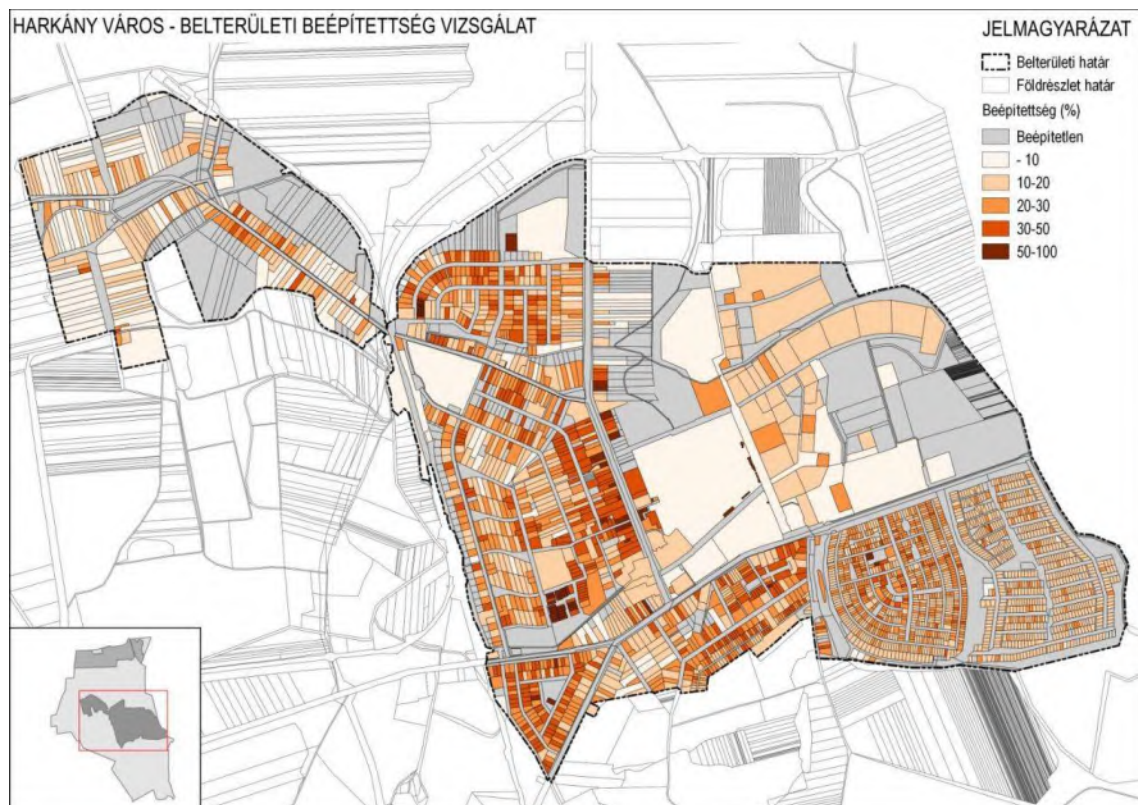 HARKÁNY VÁROS - BELTERÜLETI BEÉPÍTETTSÉG VIZSGÁLAT
JELMAGYARÁZAT
Belterületi határ
Földrészlet határ
Beépítettség (%)
Beépítetlen
- 10
10-20
20-30
30-50
50-100